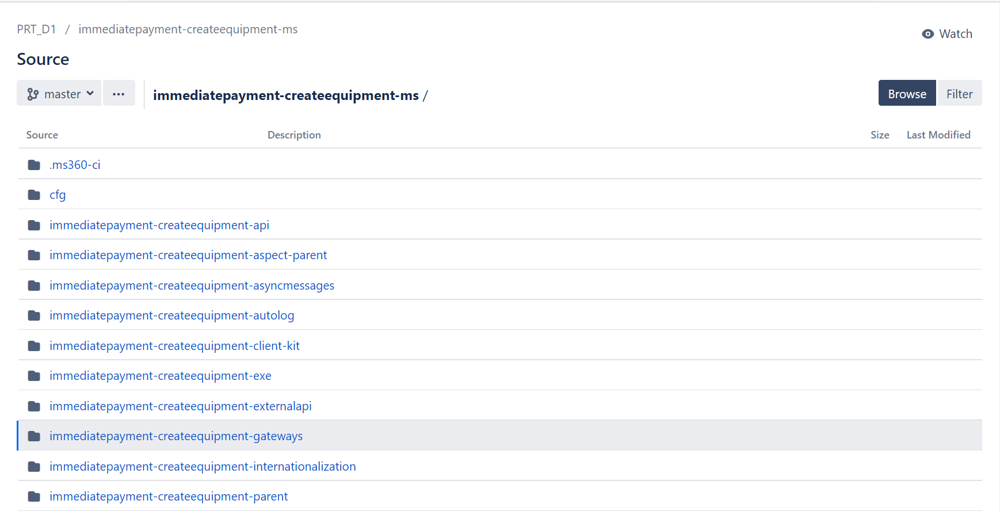 PRT_D1 / immediatepayment-createequipment-ms
Watch
Source
master ··· immediatepayment-createequipment-ms /
Browse Filter
Source Description Size Last Modified
.ms360-ci
cfg
immediatepayment-createequipment-api
immediatepayment-createequipment-aspect-parent
immediatepayment-createequipment-asyncmessages
immediatepayment-createequipment-autolog
immediatepayment-createequipment-client-kit
immediatepayment-createequipment-exe
immediatepayment-createequipment-externalapi
immediatepayment-createequipment-gateways
immediatepayment-createequipment-internationalization
immediatepayment-createequipment-parent